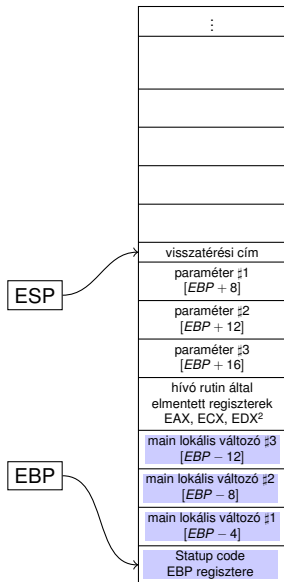 ⋮
visszatérési cím
paraméter ♯1
[EBP + 8]
ESP
paraméter ♯2
[EBP + 12]
paraméter ♯3
[EBP + 16]
hívó rutin által
elmentett regiszterek
EAX, ECX, EDX²
main lokális változó ♯3
[EBP − 12]
EBP
main lokális változó ♯2
[EBP − 8]
main lokális változó ♯1
[EBP − 4]
Statup code
EBP regisztere